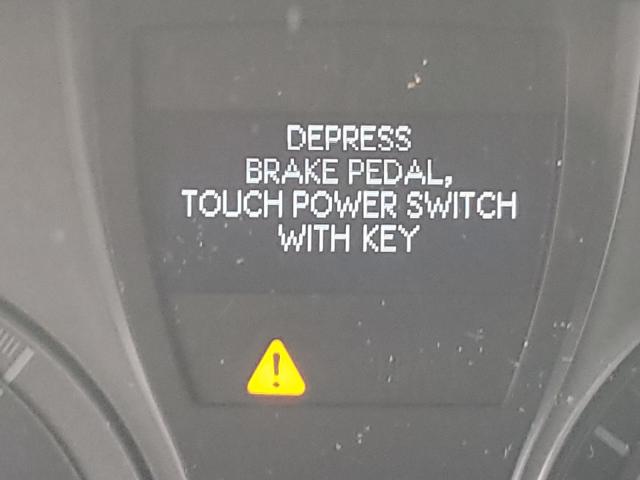 DEPRESS
BRAKE PEDAL,
TOUCH POWER SWITCH
WITH KEY